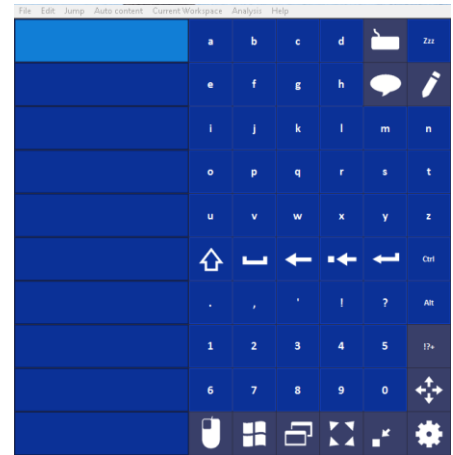 File Edit Jump Auto content Current Workspace Analysis Help
a b c d Zzz
e f g h
i j k l m n
o p q r s t
u v w x y z
Ctrl
. , ' ! ? Alt
1 2 3 4 5 !?+
6 7 8 9 0